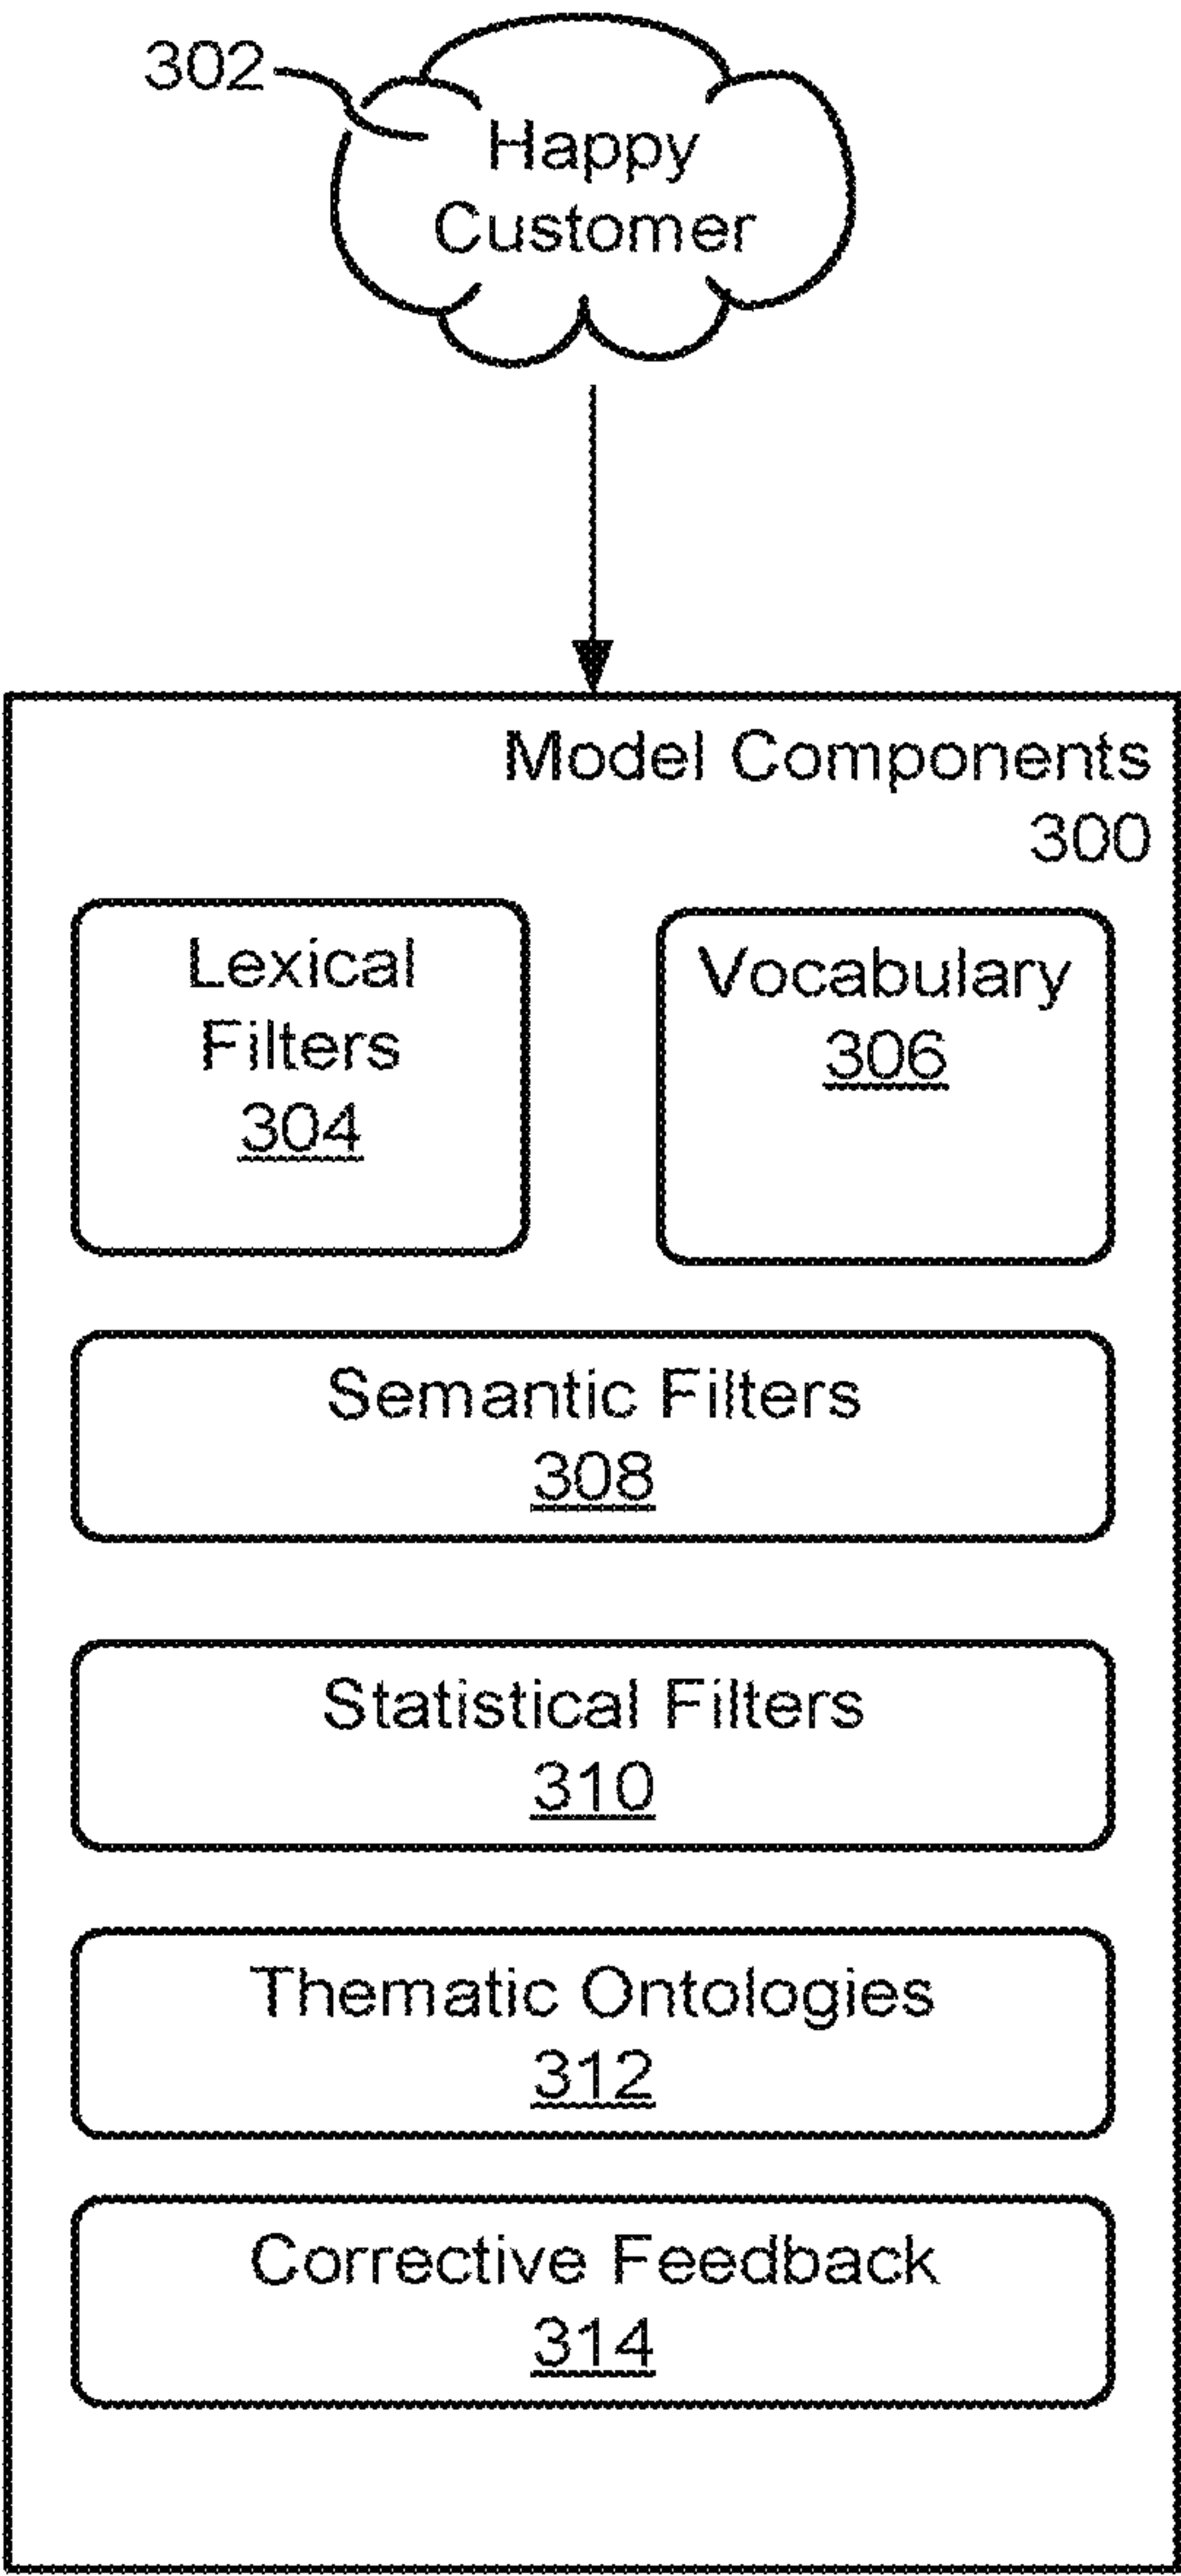 302
Happy
Customer
Model Components
300
Lexical
Filters
304
Vocabulary
306
Semantic Filters
308
Statistical Filters
310
Thematic Ontologies
312
Corrective Feedback
314